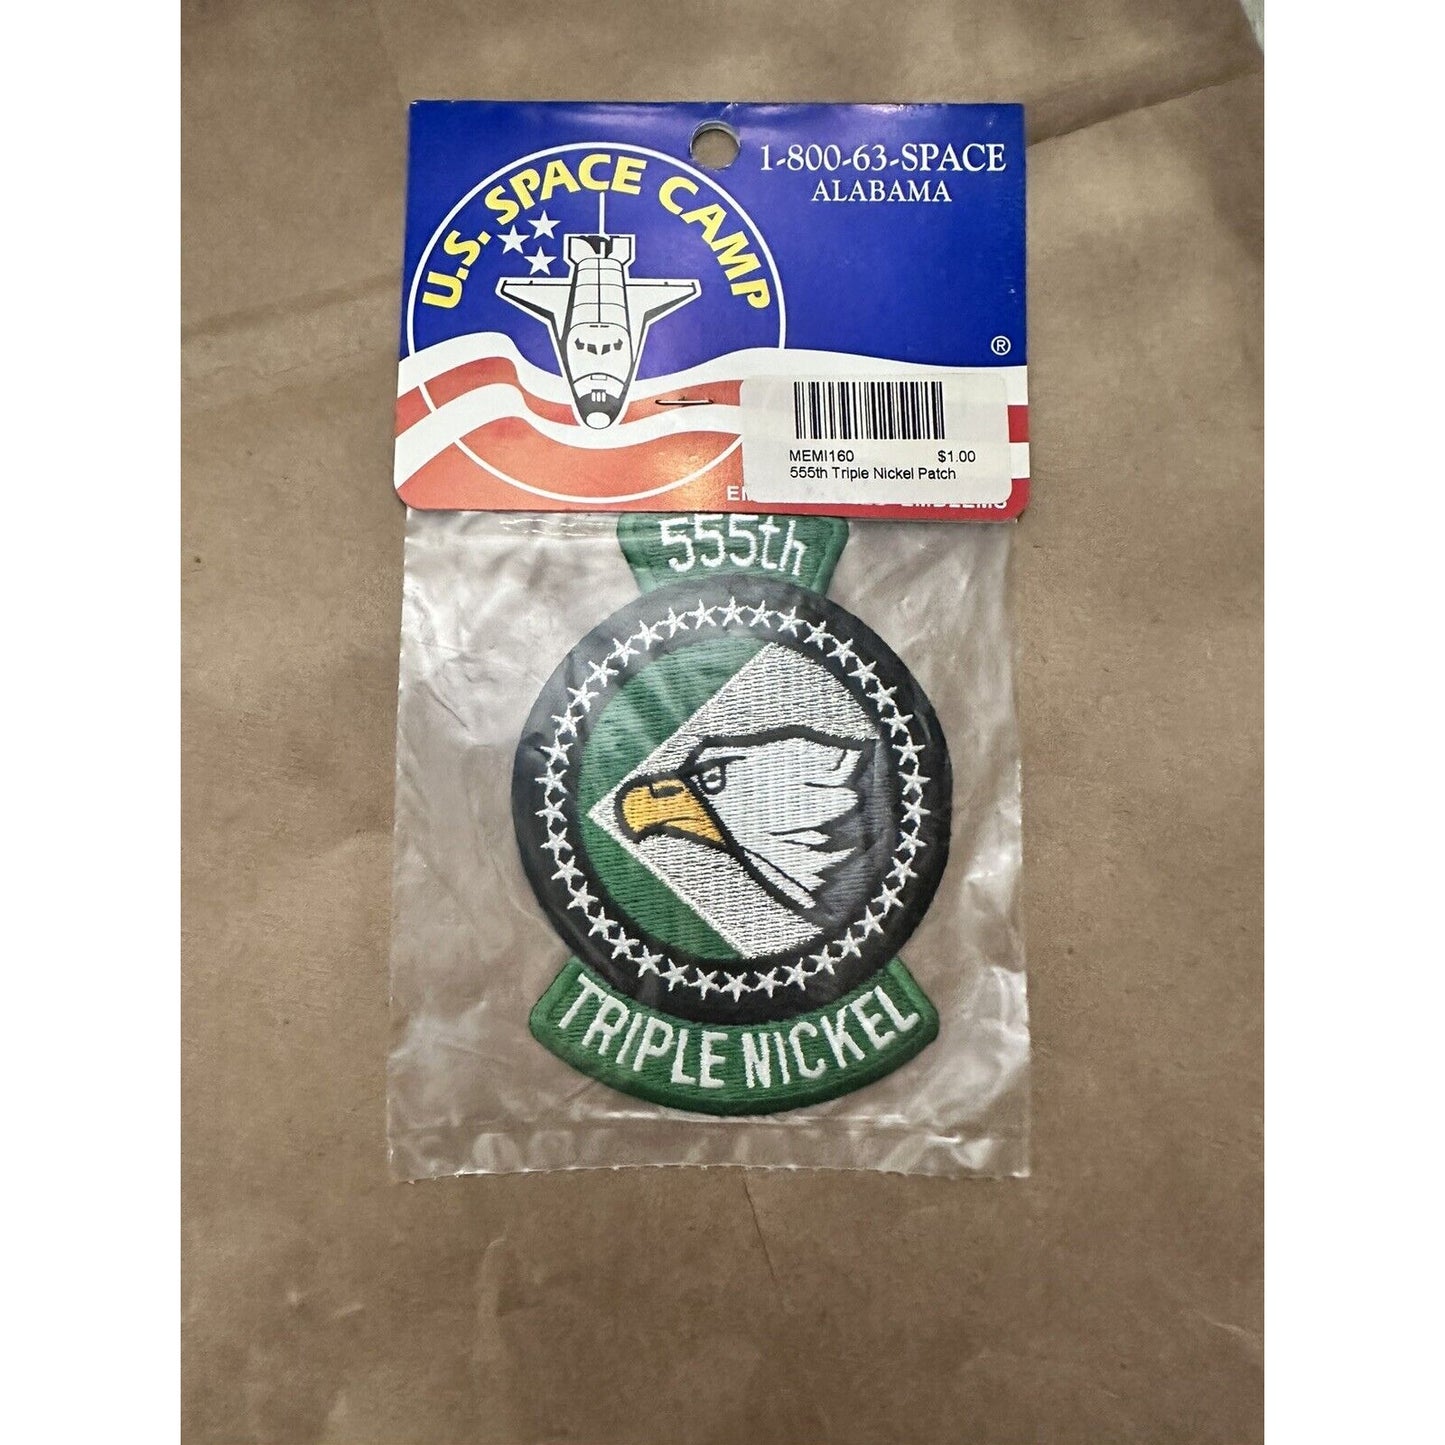 U.S. SPACE CAMP
1-800-63-SPACE
ALABAMA
®
MEMI160 $1.00
555th Triple Nickel Patch
555th
TRIPLE NICKEL